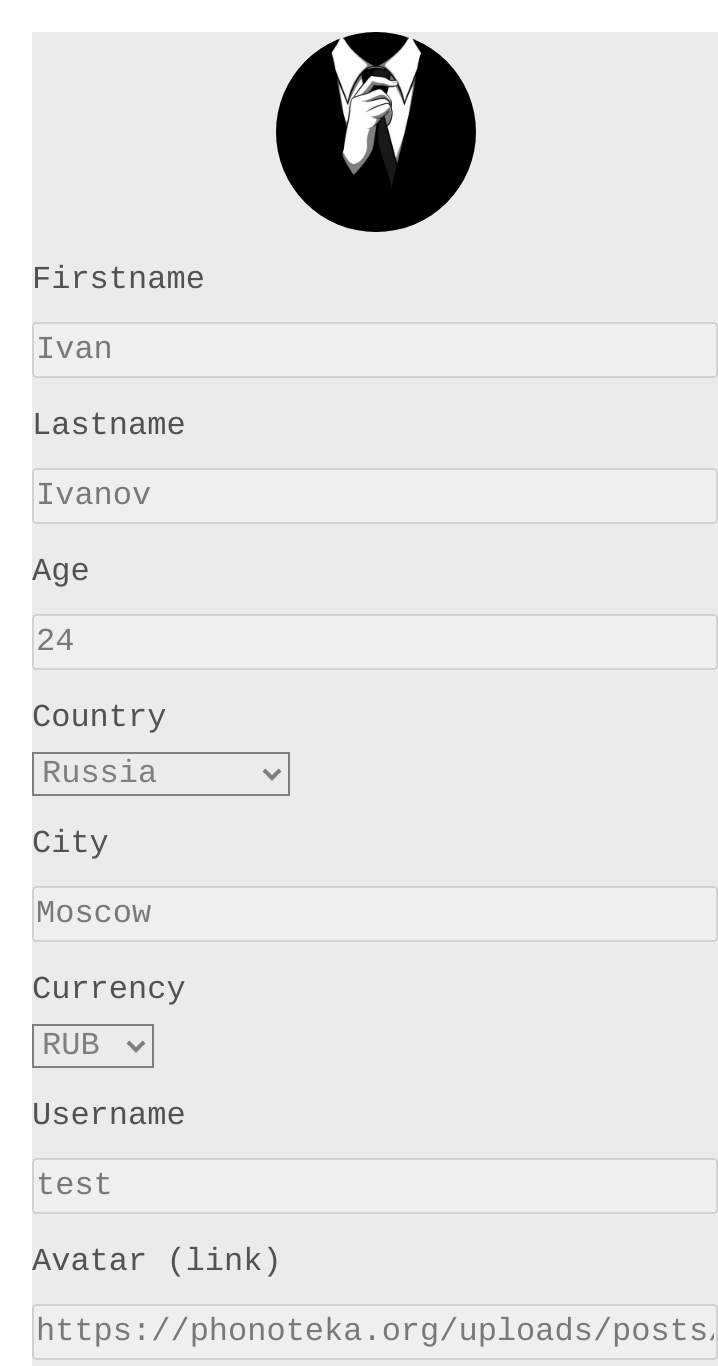 Firstname
Ivan
Lastname
Ivanov
Age
24
Country
Russia
City
Moscow
Currency
RUB
Username
test
Avatar (link)
https://phonoteka.org/uploads/posts/